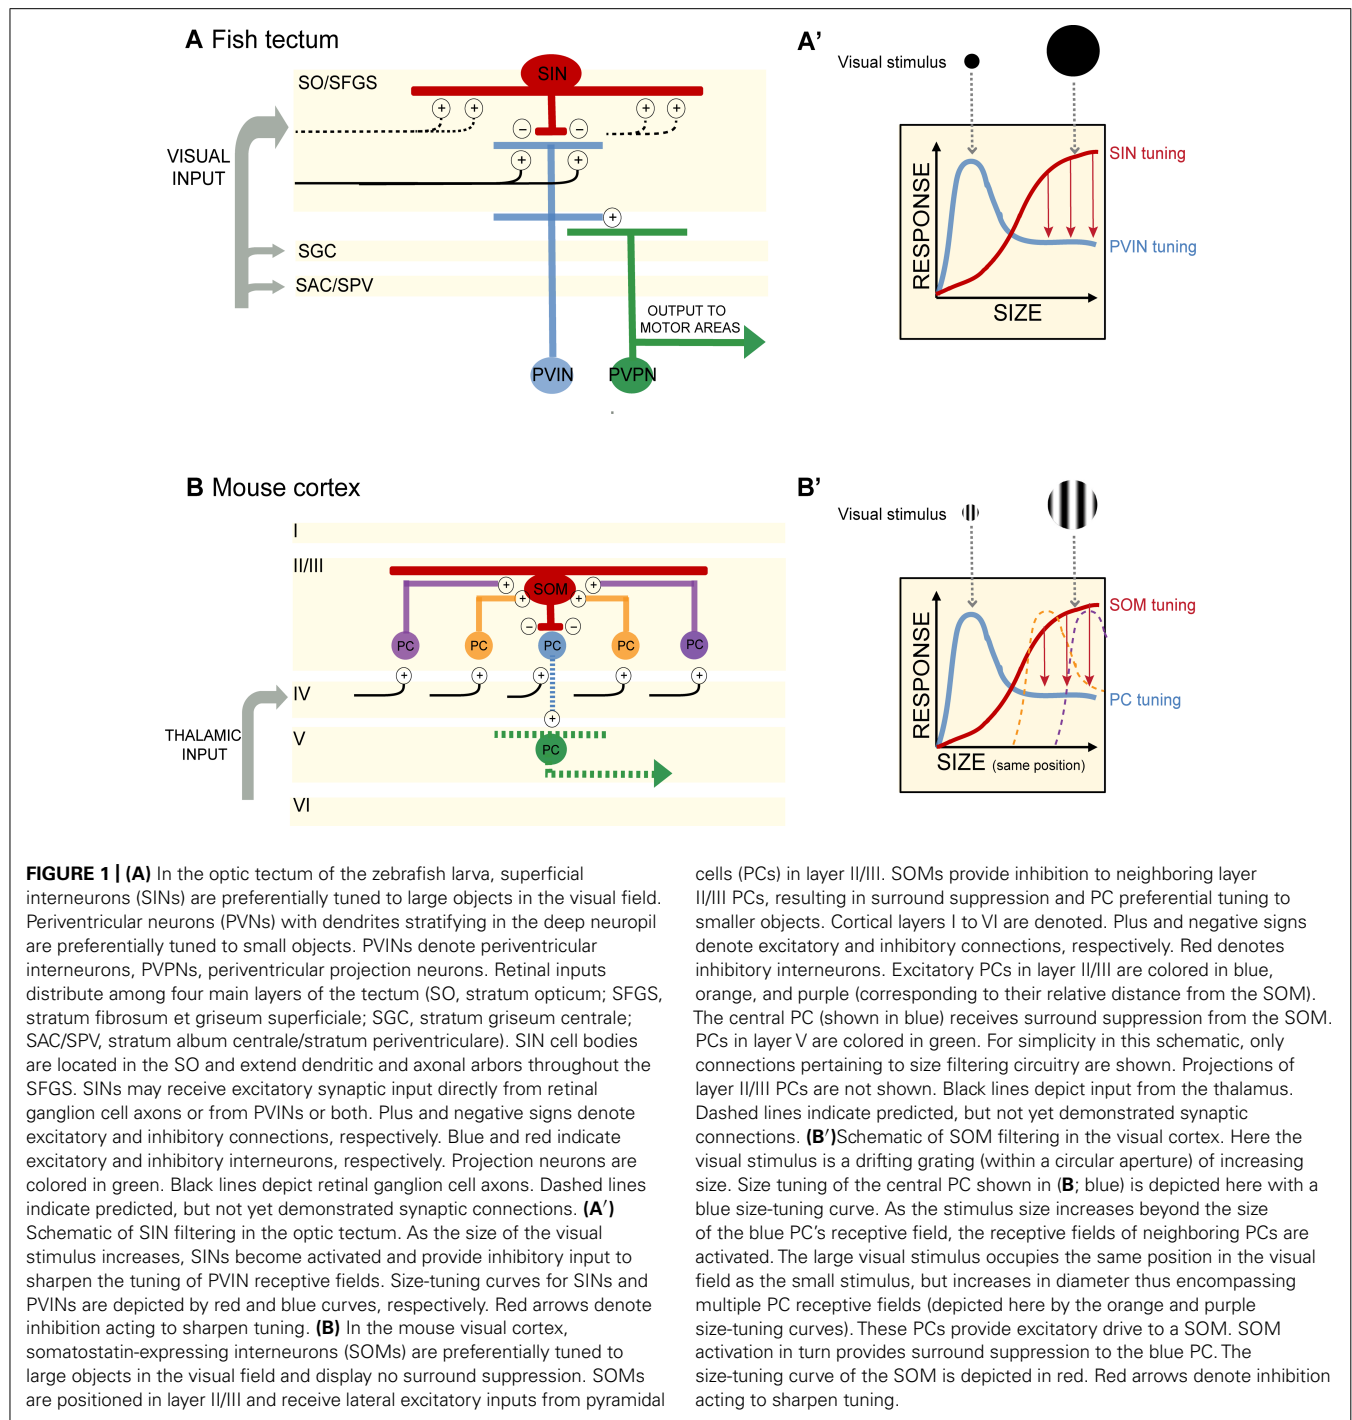 A Fish tectum
SO/SFGS
SIN
+ + + +
− −
+ +
VISUAL
INPUT
+
SGC
SAC/SPV
OUTPUT TO
MOTOR AREAS
PVIN
PVPN
A’
Visual stimulus
RESPONSE
SIZE
SIN tuning
PVIN tuning
B Mouse cortex
I
II/III
SOM
+ +
+ +
− −
PC PC PC PC PC
+ + + + +
IV
THALAMIC
INPUT
+
V
PC
VI
B’
Visual stimulus
RESPONSE
SIZE (same position)
SOM tuning
PC tuning
FIGURE 1 | (A) In the optic tectum of the zebrafish larva, superficial
interneurons (SINs) are preferentially tuned to large objects in the visual field.
Periventricular neurons (PVNs) with dendrites stratifying in the deep neuropil
are preferentially tuned to small objects. PVINs denote periventricular
interneurons, PVPNs, periventricular projection neurons. Retinal inputs
distribute among four main layers of the tectum (SO, stratum opticum; SFGS,
stratum fibrosum et griseum superficiale; SGC, stratum griseum centrale;
SAC/SPV, stratum album centrale/stratum periventriculare). SIN cell bodies
are located in the SO and extend dendritic and axonal arbors throughout the
SFGS. SINs may receive excitatory synaptic input directly from retinal
ganglion cell axons or from PVINs or both. Plus and negative signs denote
excitatory and inhibitory connections, respectively. Blue and red indicate
excitatory and inhibitory interneurons, respectively. Projection neurons are
colored in green. Black lines depict retinal ganglion cell axons. Dashed lines
indicate predicted, but not yet demonstrated synaptic connections. (A′)
Schematic of SIN filtering in the optic tectum. As the size of the visual
stimulus increases, SINs become activated and provide inhibitory input to
sharpen the tuning of PVIN receptive fields. Size-tuning curves for SINs and
PVINs are depicted by red and blue curves, respectively. Red arrows denote
inhibition acting to sharpen tuning. (B) In the mouse visual cortex,
somatostatin-expressing interneurons (SOMs) are preferentially tuned to
large objects in the visual field and display no surround suppression. SOMs
are positioned in layer II/III and receive lateral excitatory inputs from pyramidal
cells (PCs) in layer II/III. SOMs provide inhibition to neighboring layer
II/III PCs, resulting in surround suppression and PC preferential tuning to
smaller objects. Cortical layers I to VI are denoted. Plus and negative signs
denote excitatory and inhibitory connections, respectively. Red denotes
inhibitory interneurons. Excitatory PCs in layer II/III are colored in blue,
orange, and purple (corresponding to their relative distance from the SOM).
The central PC (shown in blue) receives surround suppression from the SOM.
PCs in layer V are colored in green. For simplicity in this schematic, only
connections pertaining to size filtering circuitry are shown. Projections of
layer II/III PCs are not shown. Black lines depict input from the thalamus.
Dashed lines indicate predicted, but not yet demonstrated synaptic
connections. (B′)Schematic of SOM filtering in the visual cortex. Here the
visual stimulus is a drifting grating (within a circular aperture) of increasing
size. Size tuning of the central PC shown in (B; blue) is depicted here with a
blue size-tuning curve. As the stimulus size increases beyond the size
of the blue PC’s receptive field, the receptive fields of neighboring PCs are
activated. The large visual stimulus occupies the same position in the visual
field as the small stimulus, but increases in diameter thus encompassing
multiple PC receptive fields (depicted here by the orange and purple
size-tuning curves). These PCs provide excitatory drive to a SOM. SOM
activation in turn provides surround suppression to the blue PC. The
size-tuning curve of the SOM is depicted in red. Red arrows denote inhibition
acting to sharpen tuning.